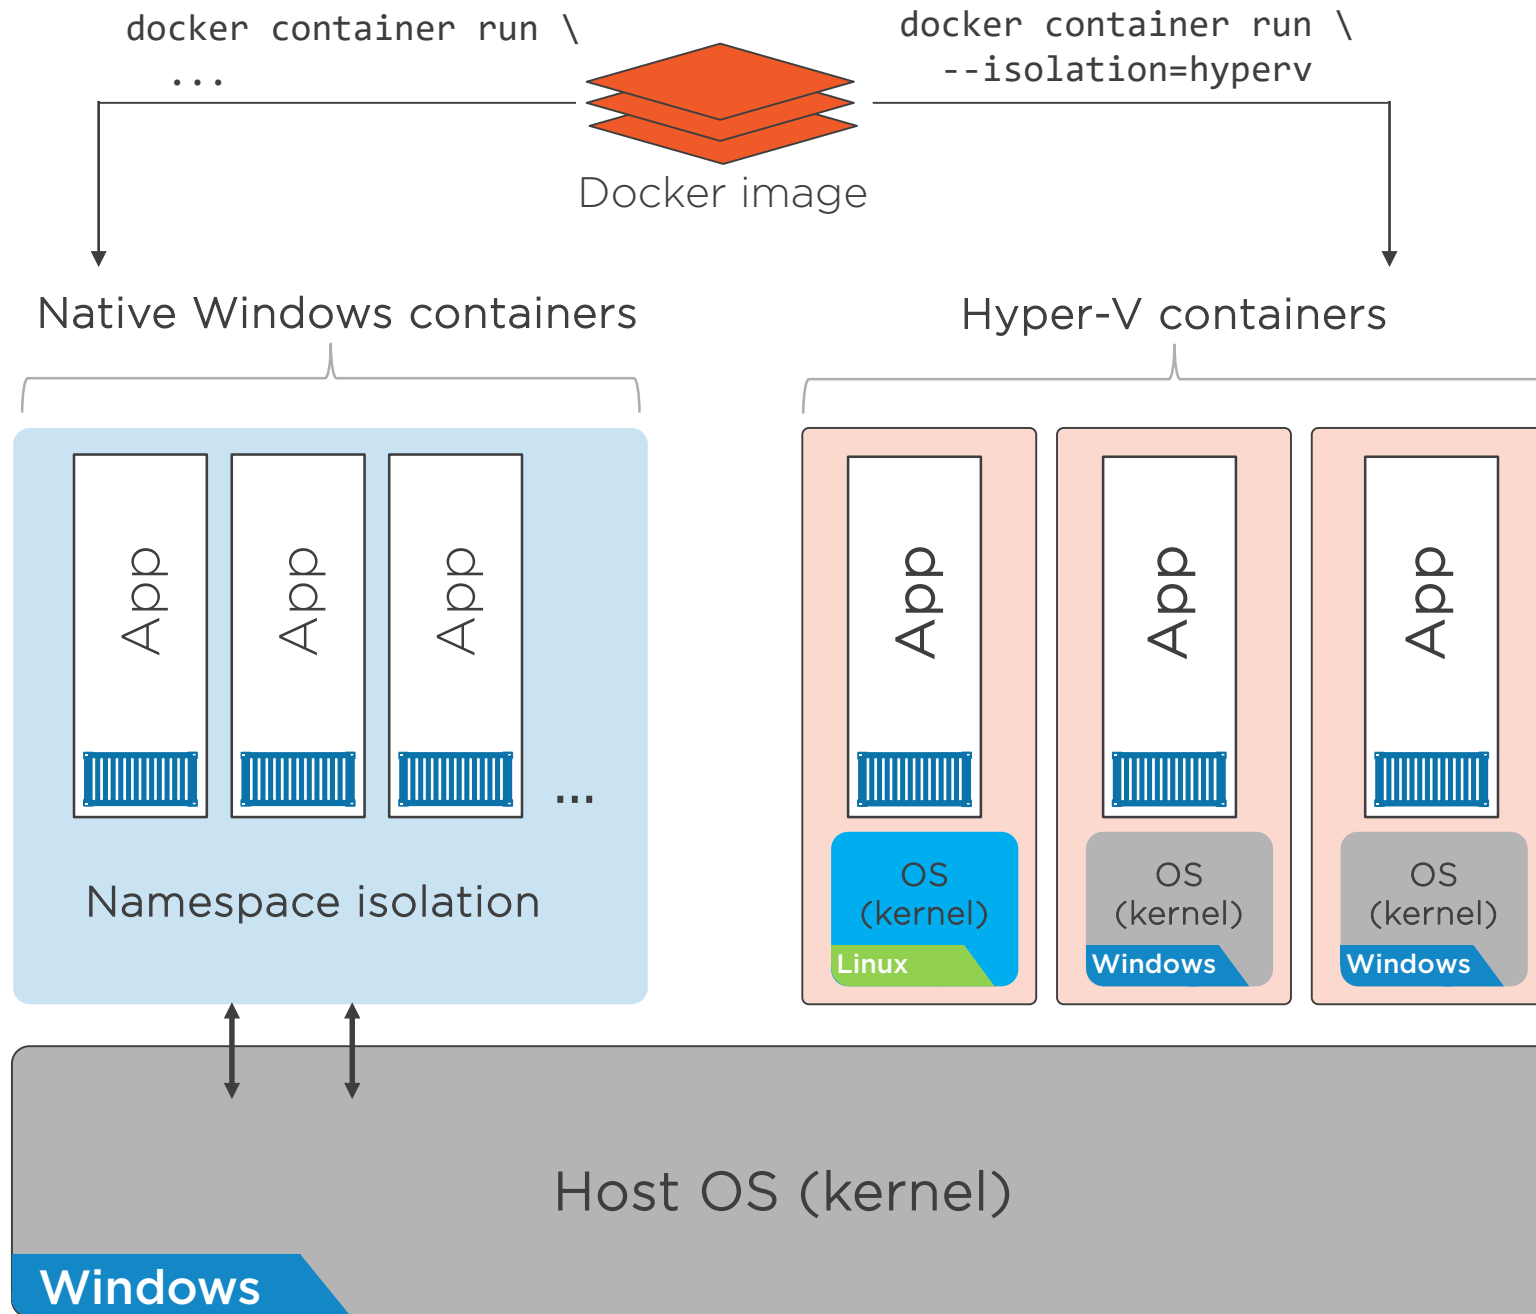 docker container run \
...
docker container run \
--isolation=hyperv
Docker image
Native Windows containers
Hyper-V containers
App
App
App
...
Namespace isolation
App
App
App
OS
(kernel)
Linux
OS
(kernel)
Windows
OS
(kernel)
Windows
Host OS (kernel)
Windows